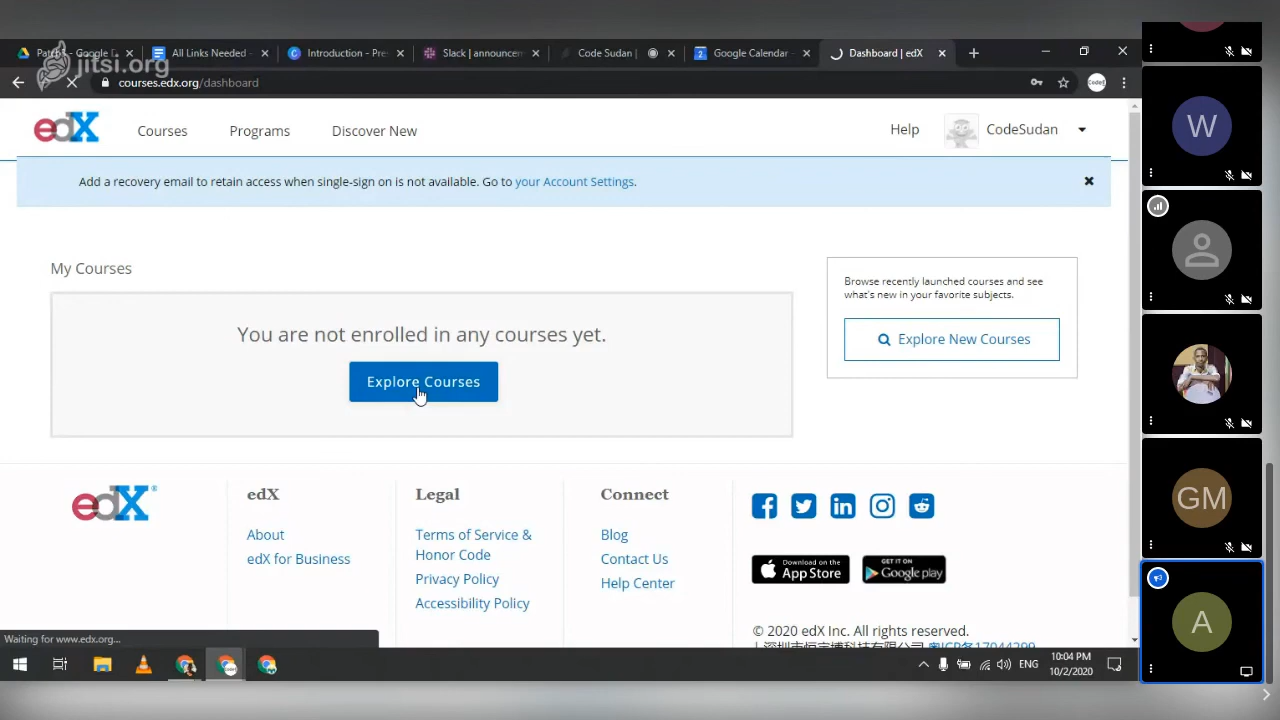 Patch - Google D
All Links Needed -
Introduction - Pre
Slack | announcem
Code Sudan |
Google Calendar -
Dashboard | edX
jitsi.org
courses.edx.org/dashboard
edX
Courses
Programs
Discover New
Help
CodeSudan
Add a recovery email to retain access when single-sign on is not available. Go to your Account Settings.
My Courses
You are not enrolled in any courses yet.
Explore Courses
Browse recently launched courses and see
what's new in your favorite subjects.
Explore New Courses
edX
edX
About
edX for Business
Legal
Terms of Service &
Honor Code
Privacy Policy
Accessibility Policy
Connect
Blog
Contact Us
Help Center
Download on the
App Store
GET IT ON
Google play
© 2020 edX Inc. All rights reserved.
Waiting for www.edx.org...
ENG
10:04 PM
10/2/2020
W
GM
A